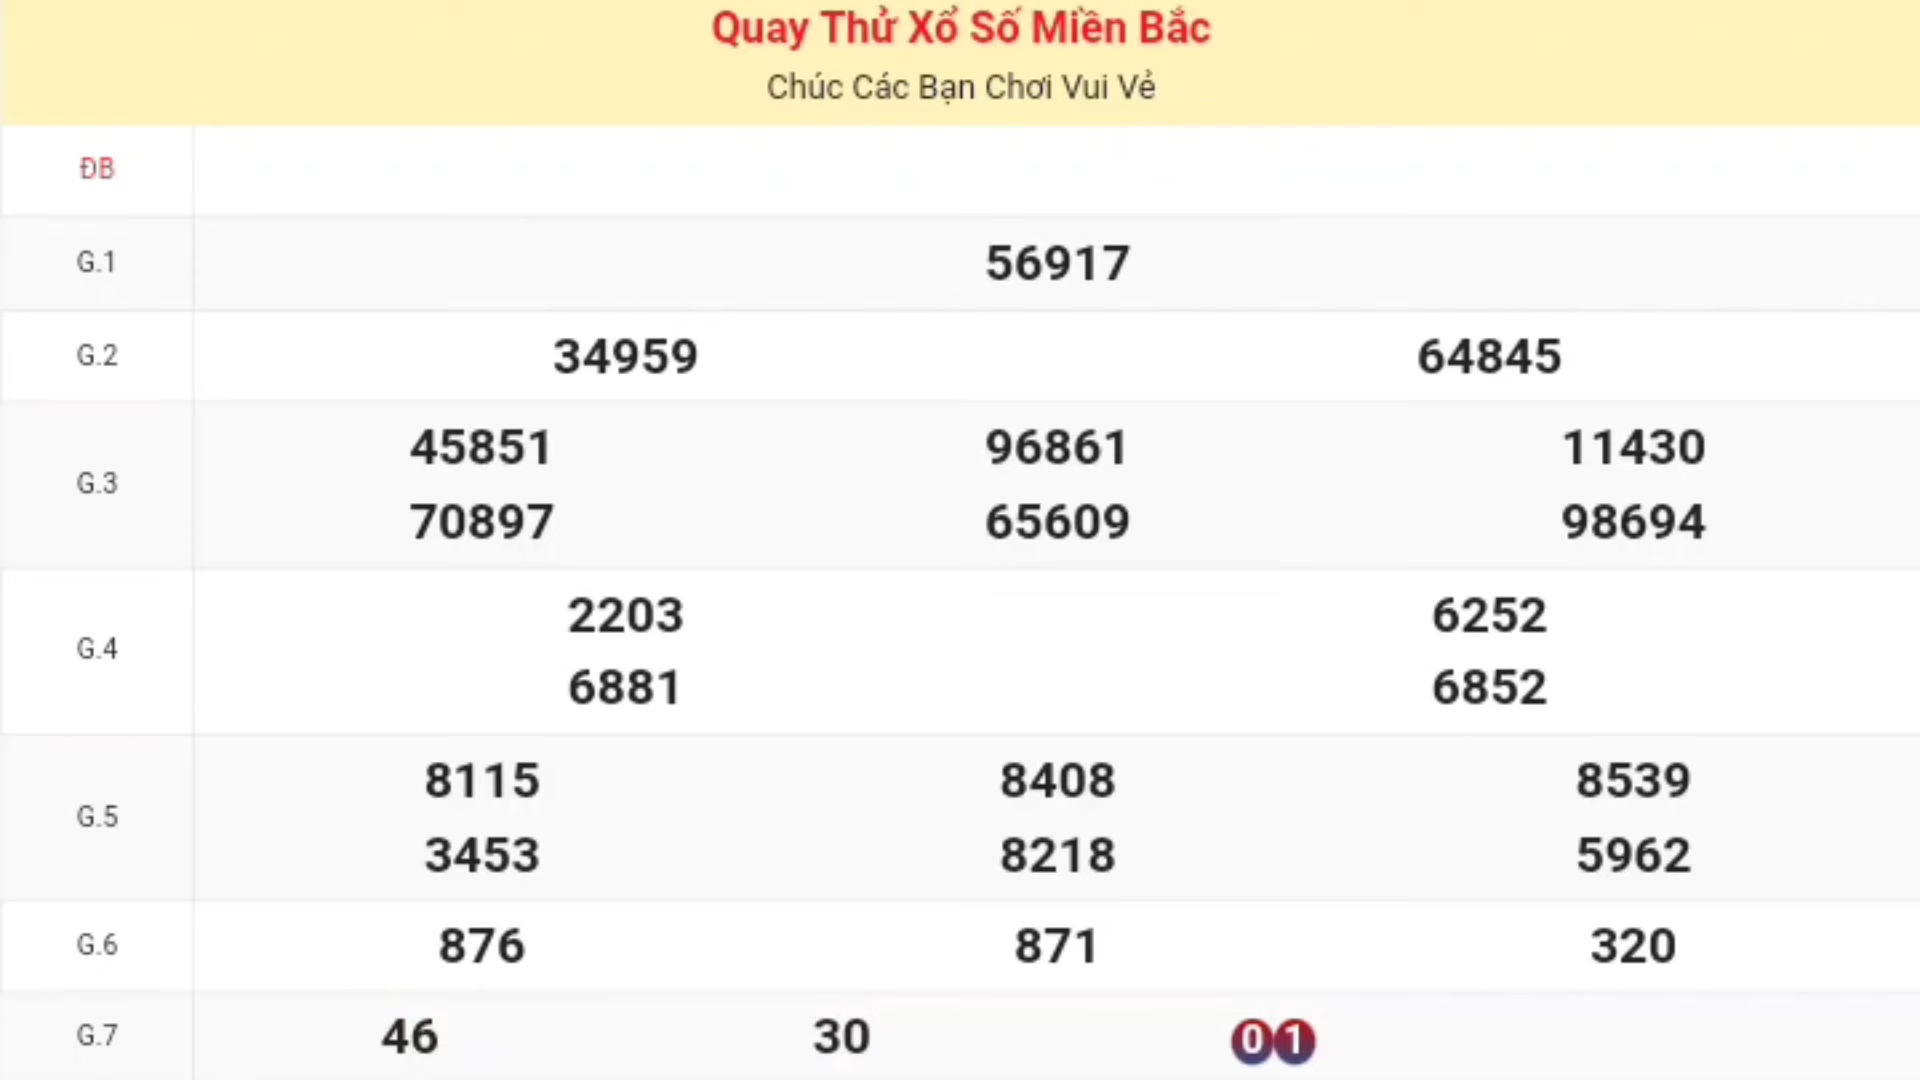 Quay Thử Xổ Số Miền Bắc
Chúc Các Bạn Chơi Vui Vẻ
ĐB
G.1 56917
G.2 34959 64845
G.3 45851 96861 11430
70897 65609 98694
G.4 2203 6252
6881 6852
G.5 8115 8408 8539
3453 8218 5962
G.6 876 871 320
G.7 46 30 01